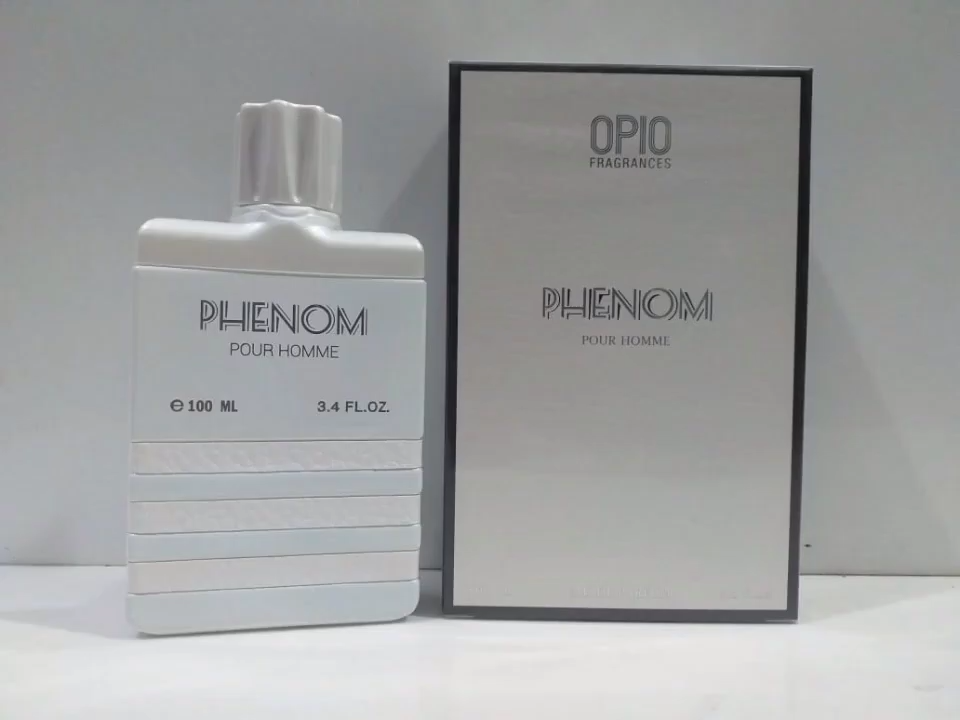 PHENOM
POUR HOMME
℮ 100 ML 3.4 FL.OZ.
OPIO
FRAGRANCES
PHENOM
POUR HOMME